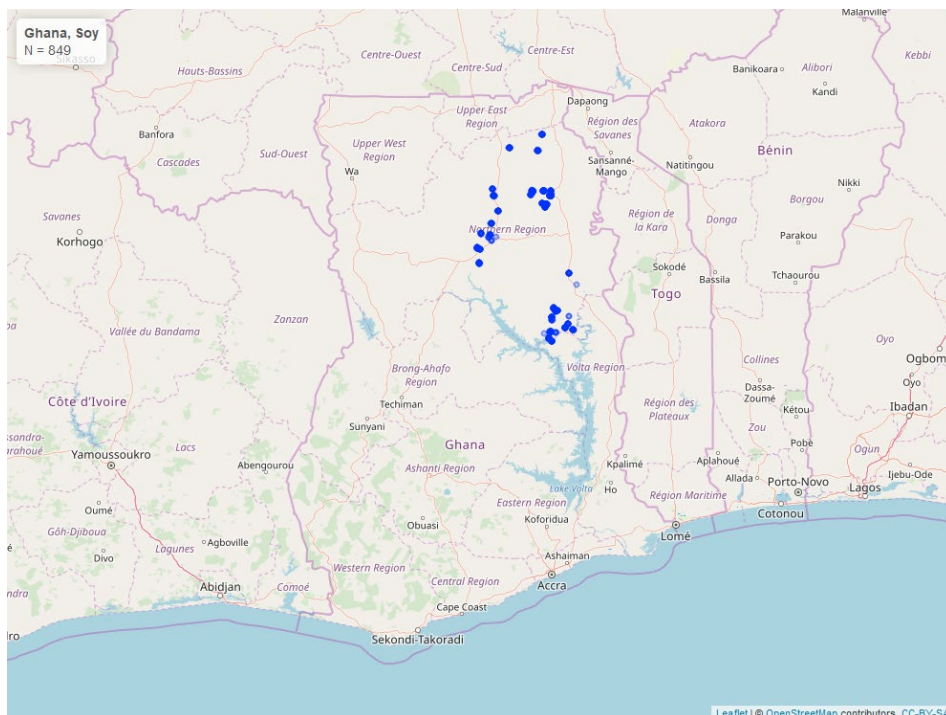 Ghana, Soy
N = 849
Sikasso
Malanville
Kebbi
Centre-Est
Centre-Ouest
Centre-Sud
Hauts-Bassins
Alibori
Banikoara
Kandi
Dapaong
Upper East
Region
Atakora
Région des
Savanes
Banfora
Upper West
Region
Cascades
Sud-Ouest
Sansanné-
Mango
Natitingou
Bénin
Wa
Nikki
Borgou
Savanes
Donga
Région de
la Kara
Korhogo
Northern Region
Parakou
Sokodé
Bassila
Tchaourou
Togo
Zanzan
Vallée du Bandama
Oyo
Ogbom
Collines
Brong-Ahafo
Region
Volta Region
Oyo
Dassa-
Zoumé
Côte d'Ivoire
Techiman
Région des
Plateaux
Kétou
Ibadan
Sunyani
Zou
Lacs
Ghana
Pobè
Ogun
Yamoussoukro
Abengourou
Ashanti Region
Kpalimé
Aplahoué
Allada
Porto-Novo
Ijebu-Ode
Lagos
Ho
Lake Volta
Région Maritime
Oumé
Eastern Region
Cotonou
Obuasi
Koforidua
Gôh-Djiboua
Lomé
Agboville
Divo
Lagunes
Ashaiman
Western Region
Central Region
Accra
Abidjan
Comoé
Cape Coast
Sekondi-Takoradi
Leaflet | © OpenStreetMap contributors, CC-BY-SA